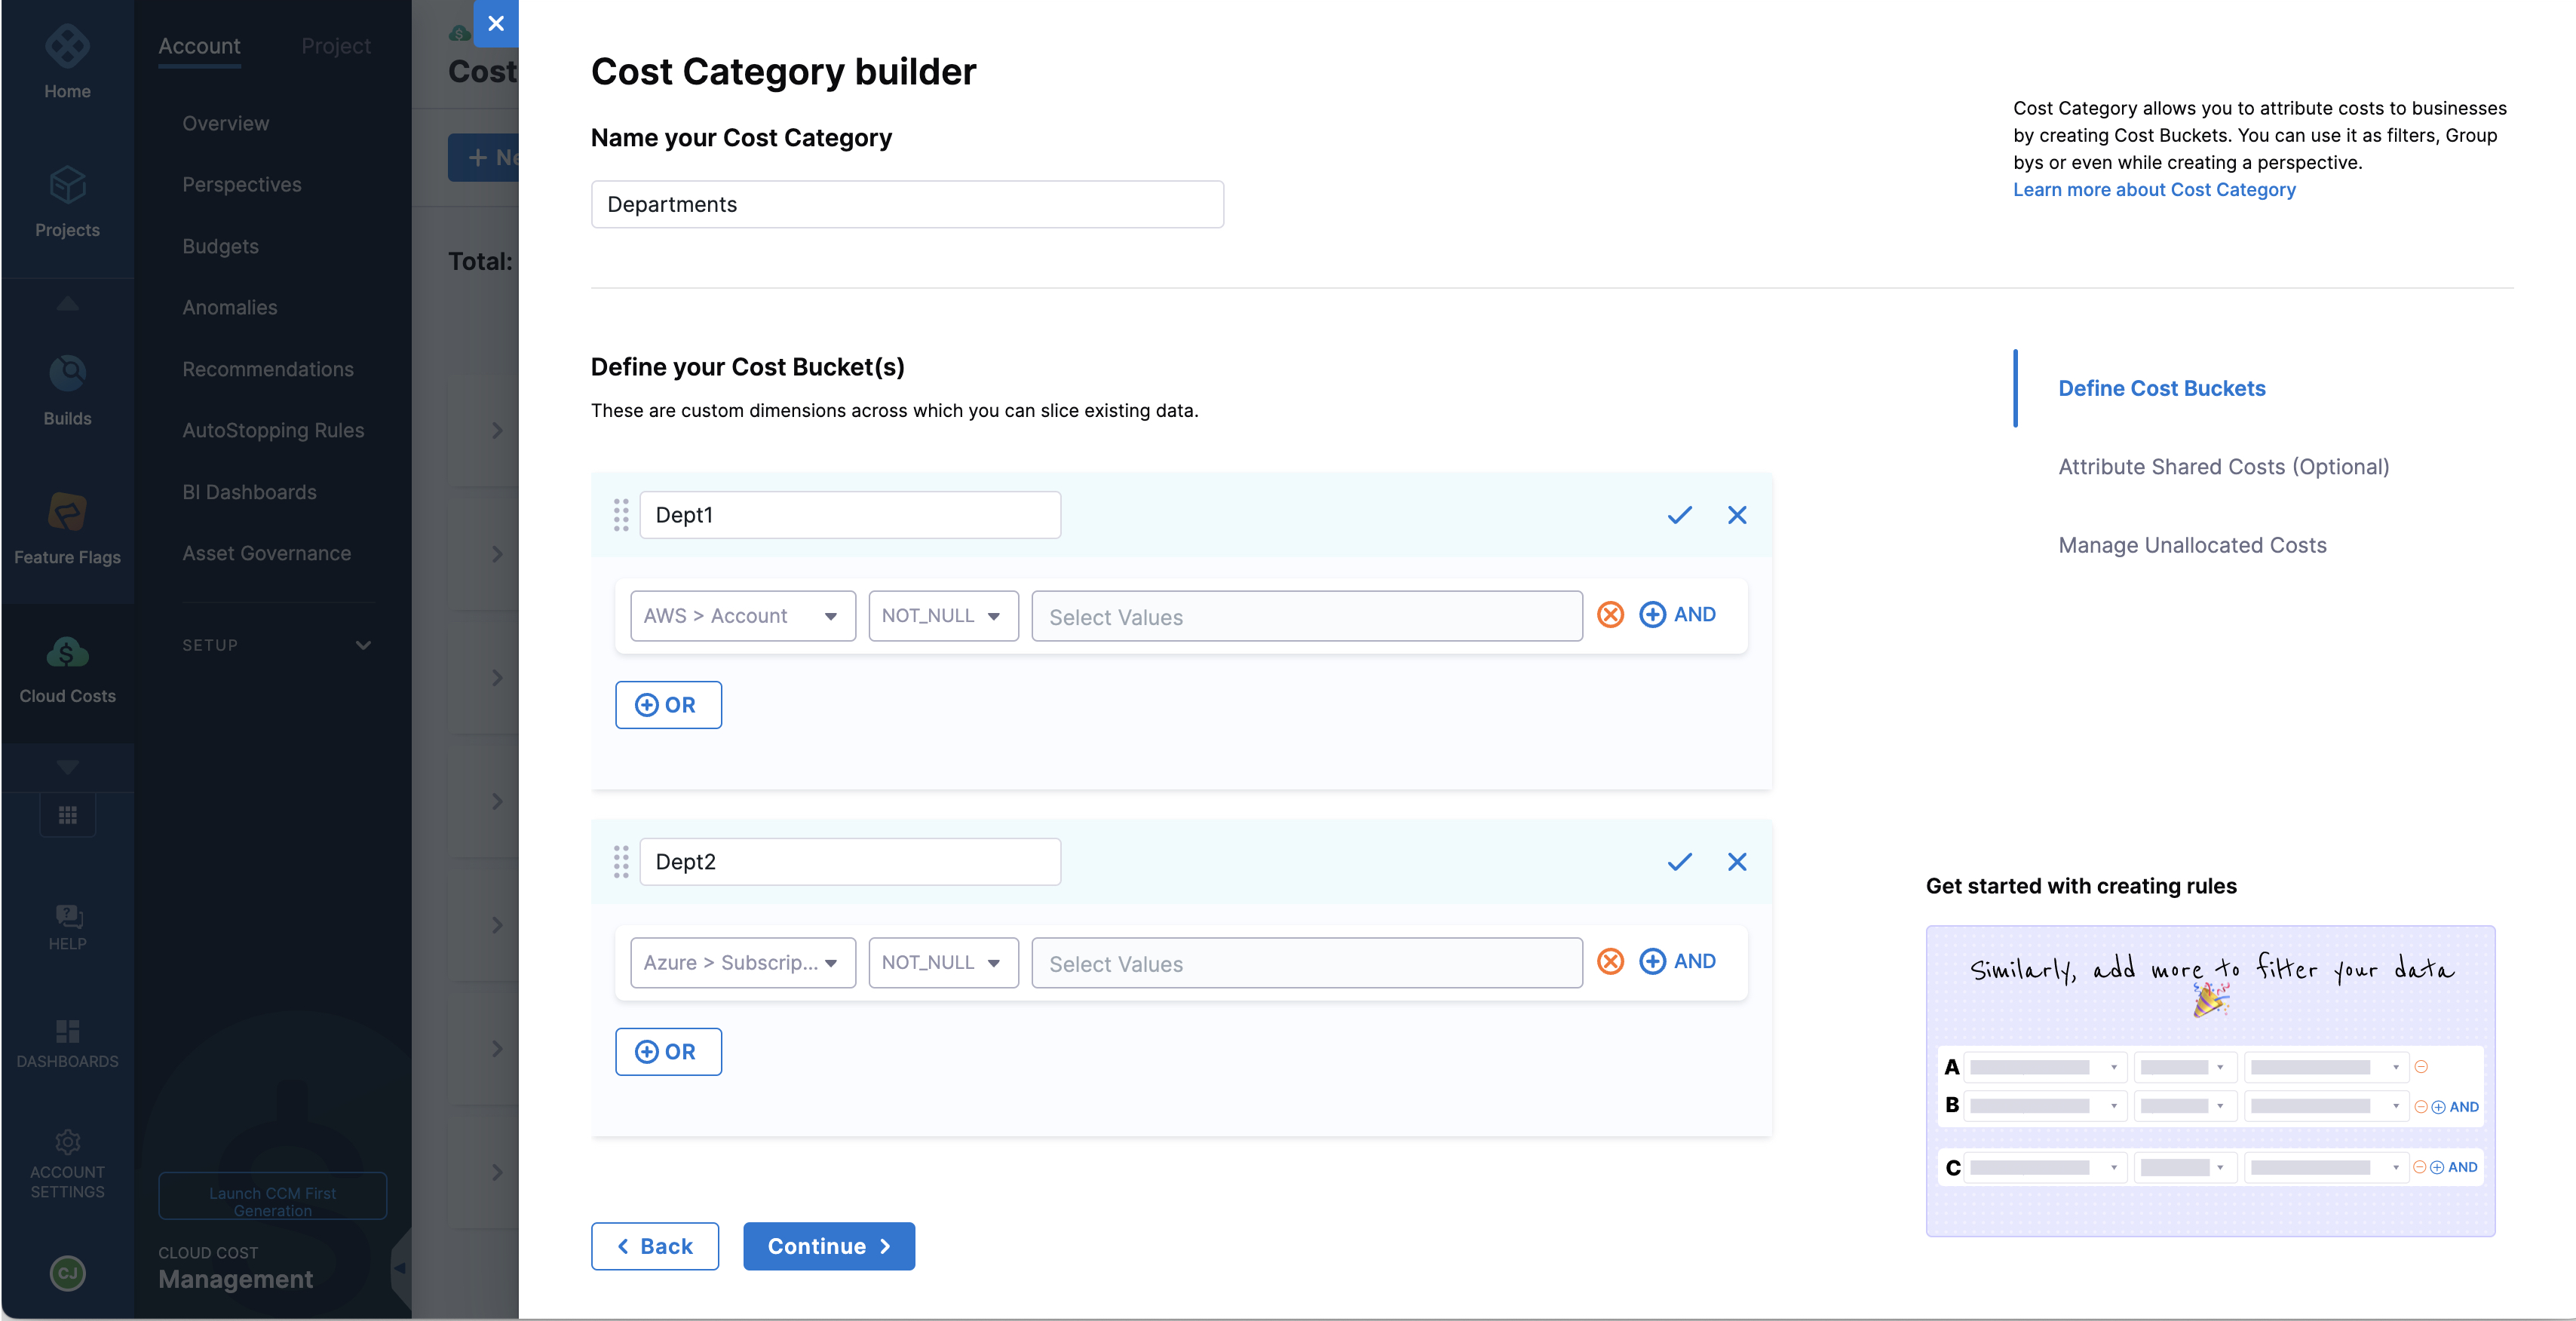 Home
Projects
Builds
Feature Flags
Cloud Costs
HELP
DASHBOARDS
ACCOUNT
SETTINGS
CJ
Account Project
Overview
Perspectives
Budgets
Anomalies
Recommendations
AutoStopping Rules
BI Dashboards
Asset Governance
SETUP
Launch CCM First
Generation
CLOUD COST
Management
Cost
+ Ne
Total:
Cost Category builder
Name your Cost Category
Departments
Cost Category allows you to attribute costs to businesses
by creating Cost Buckets. You can use it as filters, Group
bys or even while creating a perspective.
Learn more about Cost Category
Define your Cost Bucket(s)
These are custom dimensions across which you can slice existing data.
Dept1
AWS > Account NOT_NULL Select Values AND
OR
Dept2
Azure > Subscrip... NOT_NULL Select Values AND
OR
Back Continue
Define Cost Buckets
Attribute Shared Costs (Optional)
Manage Unallocated Costs
Get started with creating rules
Similarly, add more to filter your data
A
B AND
C AND